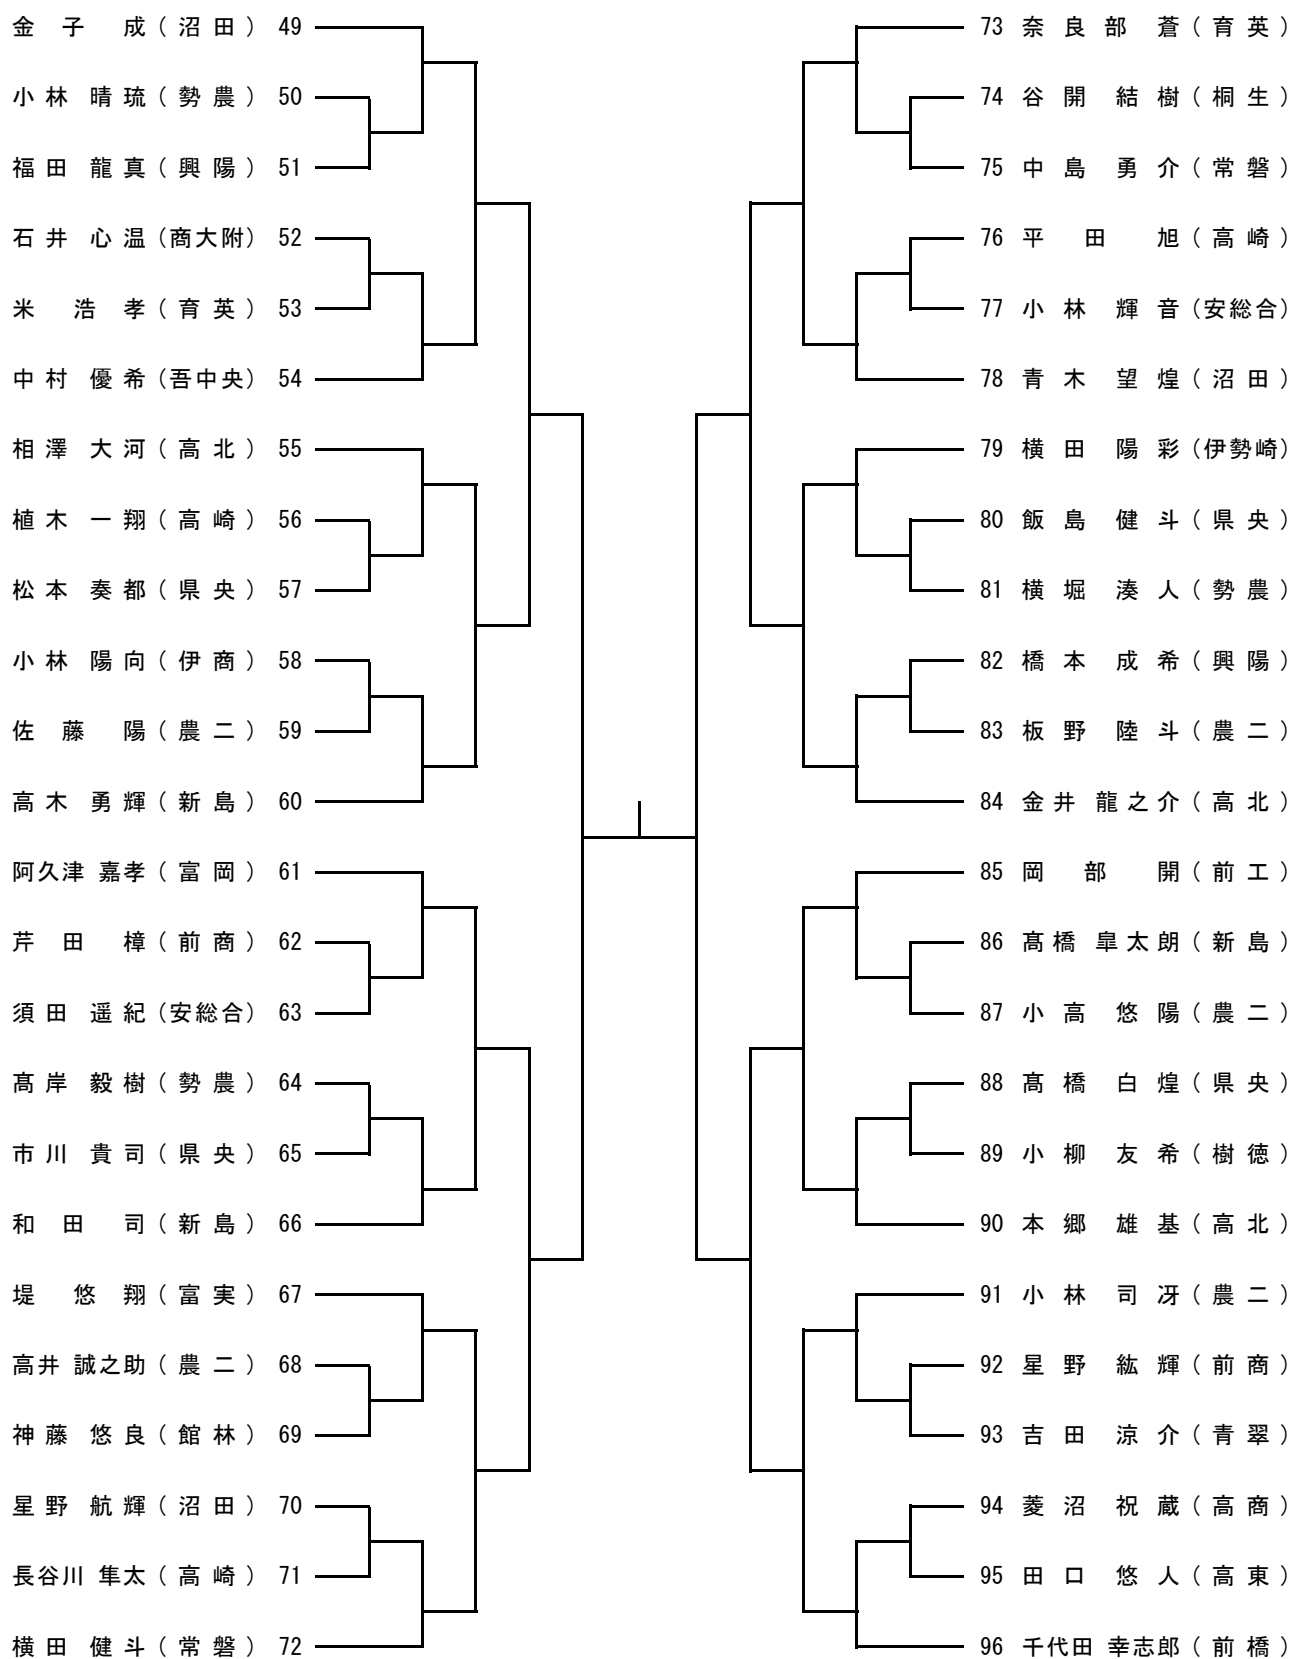 金子 成（沼田） 49
小林 晴琉（勢農） 50
福田 龍真（興陽） 51
石井 心温（商大附） 52
米 浩孝（育英） 53
中村 優希（吾中央） 54
相澤 大河（高北） 55
植木 一翔（高崎） 56
松本 奏都（県央） 57
小林 陽向（伊商） 58
佐藤 陽（農二） 59
高木 勇輝（新島） 60
阿久津 嘉孝（富岡） 61
芹田 樟（前商） 62
須田 遥紀（安総合） 63
髙岸 毅樹（勢農） 64
市川 貴司（県央） 65
和田 司（新島） 66
堤 悠翔（富実） 67
高井 誠之助（農二） 68
神藤 悠良（館林） 69
星野 航輝（沼田） 70
長谷川 隼太（高崎） 71
横田 健斗（常磐） 72
73 奈良部 蒼（育英）
74 谷開 結樹（桐生）
75 中島 勇介（常磐）
76 平田 旭（高崎）
77 小林 輝音（安総合）
78 青木 望煌（沼田）
79 横田 陽彩（伊勢崎）
80 飯島 健斗（県央）
81 横堀 湊人（勢農）
82 橋本 成希（興陽）
83 板野 陸斗（農二）
84 金井 龍之介（高北）
85 岡部 開（前工）
86 髙橋 皐太朗（新島）
87 小高 悠陽（農二）
88 髙橋 白煌（県央）
89 小柳 友希（樹徳）
90 本郷 雄基（高北）
91 小林 司冴（農二）
92 星野 紘輝（前商）
93 吉田 涼介（青翠）
94 菱沼 祝蔵（高商）
95 田口 悠人（高東）
96 千代田 幸志郎（前橋）